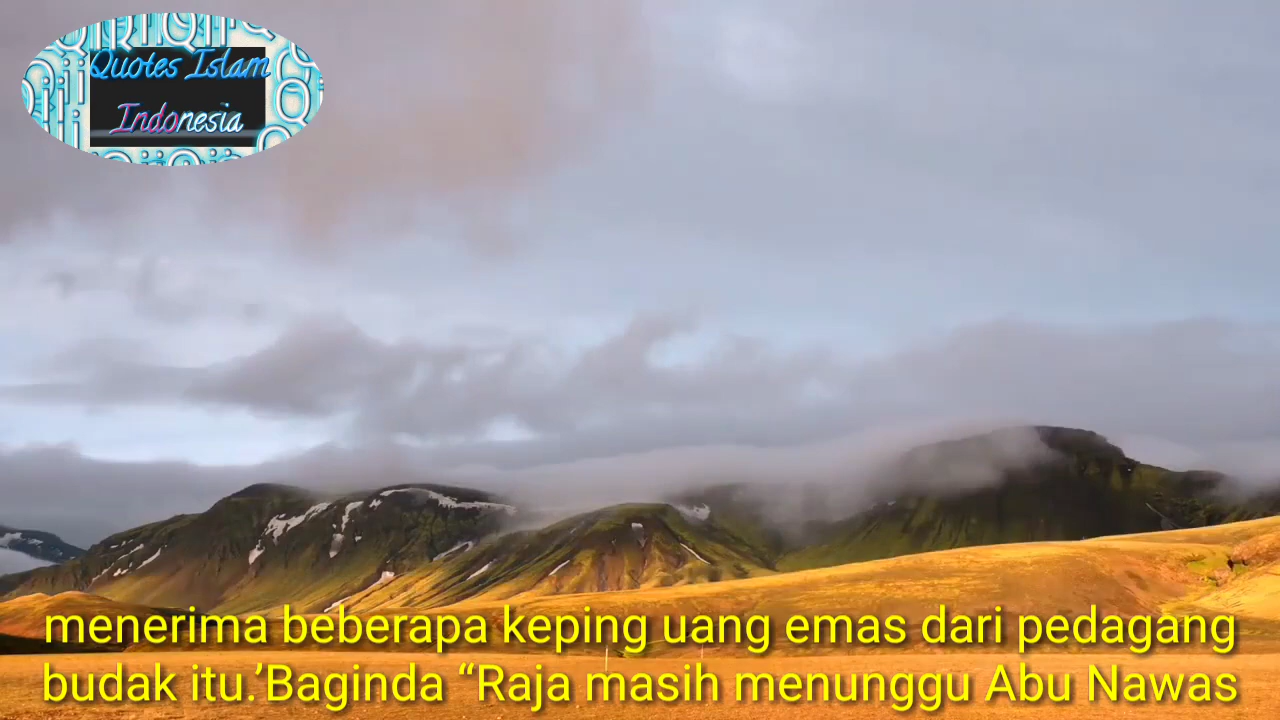 Quotes Islam
Indonesia
menerima beberapa keping uang emas dari pedagang
budak itu.’Baginda “Raja masih menunggu Abu Nawas